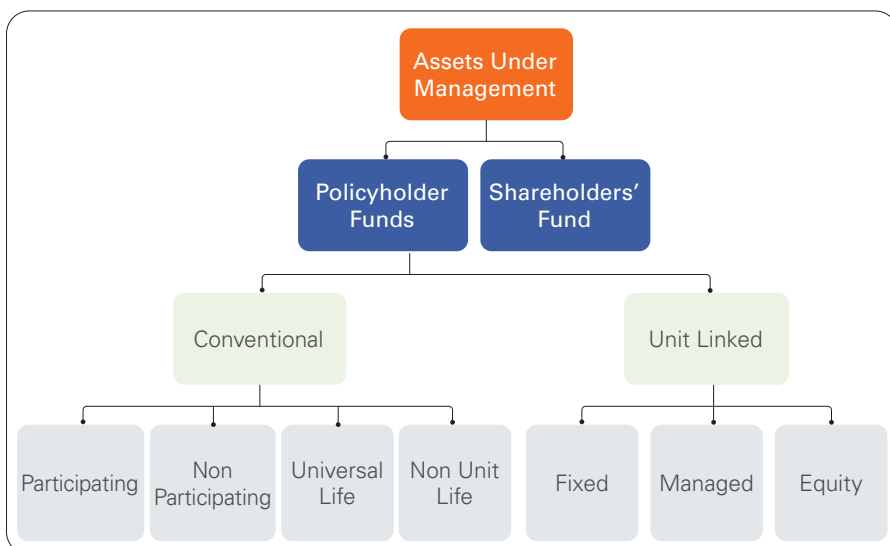 Assets Under
Management
Policyholder
Funds
Shareholders’
Fund
Conventional
Unit Linked
Participating
Non
Participating
Universal
Life
Non Unit
Life
Fixed
Managed
Equity